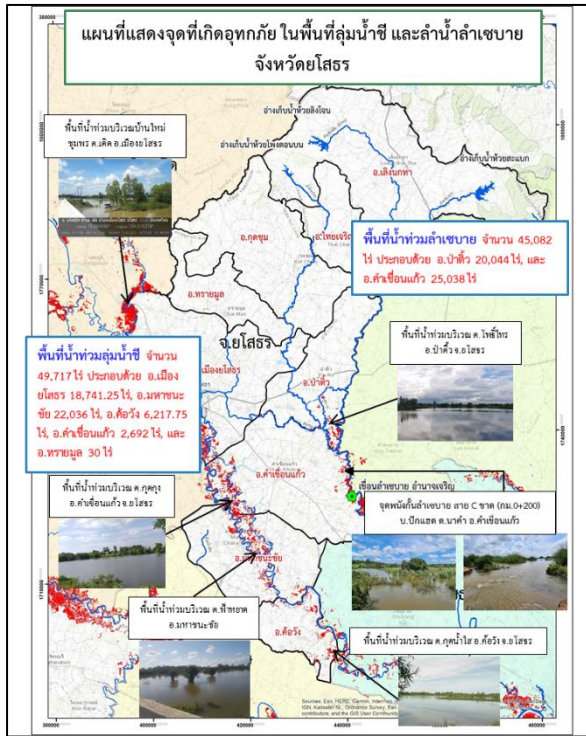 แผนที่แสดงจุดที่เกิดอุทกภัย ในพื้นที่ลุ่มน้ำชี และลำน้ำลำเซบาย
จังหวัดยโสธร
อ่างเก็บน้ำห้วยลิงโจน
อ่างเก็บน้ำห้วยโพงตอนบน
อ่างเก็บน้ำห้วยสะแบก
พื้นที่น้ำท่วมบริเวณบ้านใหม่
ชุมพร ต.เดิด อ.เมืองยโสธร
อ.เลิงนกทา
อ.กุดชุม
อ.ไทยเจริญ
พื้นที่น้ำท่วมลำเซบาย จำนวน 45,082
ไร่ ประกอบด้วย อ.ป่าติ้ว 20,044 ไร่, และ
อ.คำเขื่อนแก้ว 25,038 ไร่
อ.ทรายมูล
จ.ยโสธร
พื้นที่น้ำท่วมลุ่มน้ำชี จำนวน
49,717 ไร่ ประกอบด้วย อ.เมือง
ยโสธร 18,741.25 ไร่, อ.มหาชนะ
ชัย 22,036 ไร่, อ.ค้อวัง 6,217.75
ไร่, อ.คำเขื่อนแก้ว 2,692 ไร่, และ
อ.ทรายมูล 30 ไร่
เมืองยโสธร
อ.ป่าติ้ว
พื้นที่น้ำท่วมบริเวณ ต.โพธิ์ไทร
อ.ป่าติ้ว จ.ยโสธร
อ.คำเขื่อนแก้ว
เขื่อนลำเซบาย อำนาจเจริญ
พื้นที่น้ำท่วมบริเวณ ต.กุดกุง
อ.คำเขื่อนแก้ว จ.ยโสธร
จุดพนังกั้นลำเซบาย สาย C ขาด (กม.0+200)
บ.ปักแฮด ต.นาคำ อ.คำเขื่อนแก้ว
อ.มหาชนะชัย
พื้นที่น้ำท่วมบริเวณ ต.ฟ้าหยาด
อ.มหาชนะชัย
อ.ค้อวัง
พื้นที่น้ำท่วมบริเวณ ต.กุดน้ำใส อ.ค้อวัง จ.ยโสธร
Sources: Esri, HERE, Garmin, Intermap,
IGN, Kadaster NL, Ordnance Survey, Esri
contributors, and the GIS User Community